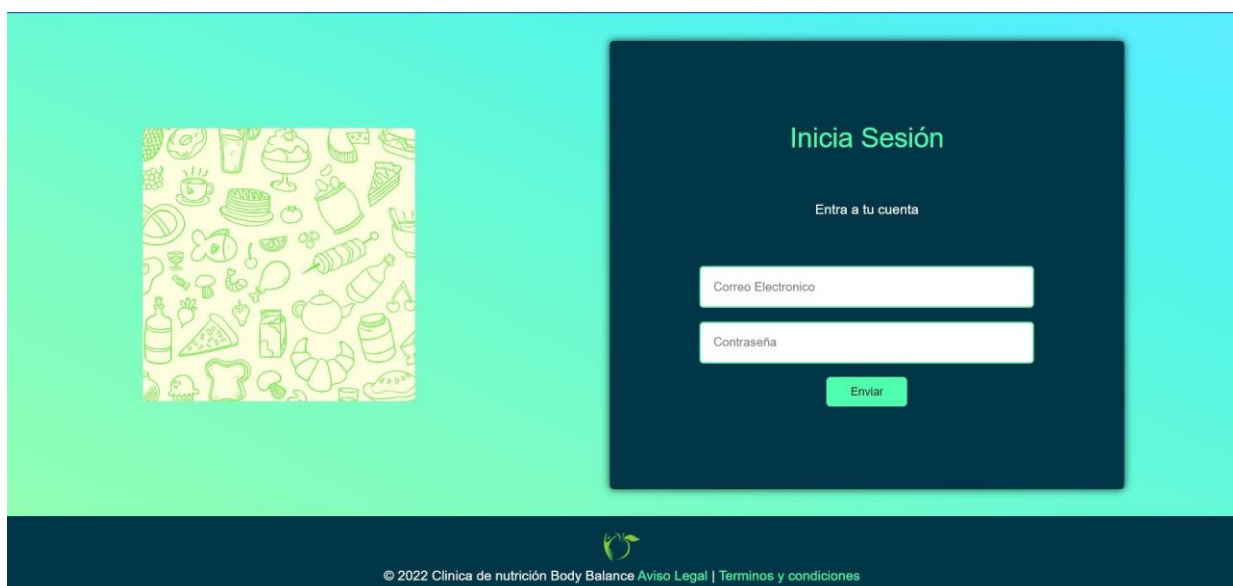 Inicia Sesión
Entra a tu cuenta
Correo Electronico
Contraseña
Enviar
© 2022 Clinica de nutrición Body Balance Aviso Legal | Terminos y condiciones